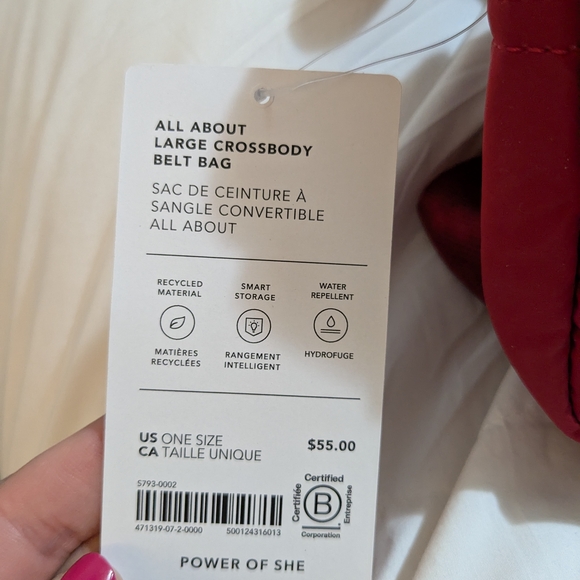 ALL ABOUT
LARGE CROSSBODY
BELT BAG
SAC DE CEINTURE À
SANGLE CONVERTIBLE
ALL ABOUT
RECYCLED
MATERIAL
SMART
STORAGE
WATER
REPELLENT
MATIÈRES
RECYCLÉES
RANGEMENT
INTELLIGENT
HYDROFUGE
US ONE SIZE
CA TAILLE UNIQUE
$55.00
5793-0002
471319-07-2-0000 500124316013
Certified
Certifiée
B
Entreprise
Corporation
POWER OF SHE